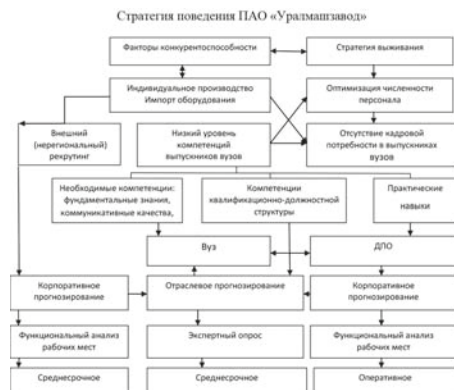 Стратегия поведения ПАО «Уралмашзавод»
Факторы конкурентоспособности
Стратегия выживания
Индивидуальное производство
Импорт оборудования
Оптимизация численности
персонала
Внешний
(нерегиональный)
рекрутинг
Низкий уровень
компетенций
выпускников вузов
Отсутствие кадровой
потребности в выпускниках
вузов
Необходимые компетенции:
фундаментальные знания,
коммуникативные качества,
Компетенции
квалификационно-должностной
структуры
Практические
навыки
Вуз
ДПО
Корпоративное
прогнозирование
Отраслевое прогнозирование
Корпоративное
прогнозирование
Функциональный анализ
рабочих мест
Экспертный опрос
Функциональный анализ
рабочих мест
Среднесрочное
Среднесрочное
Оперативное